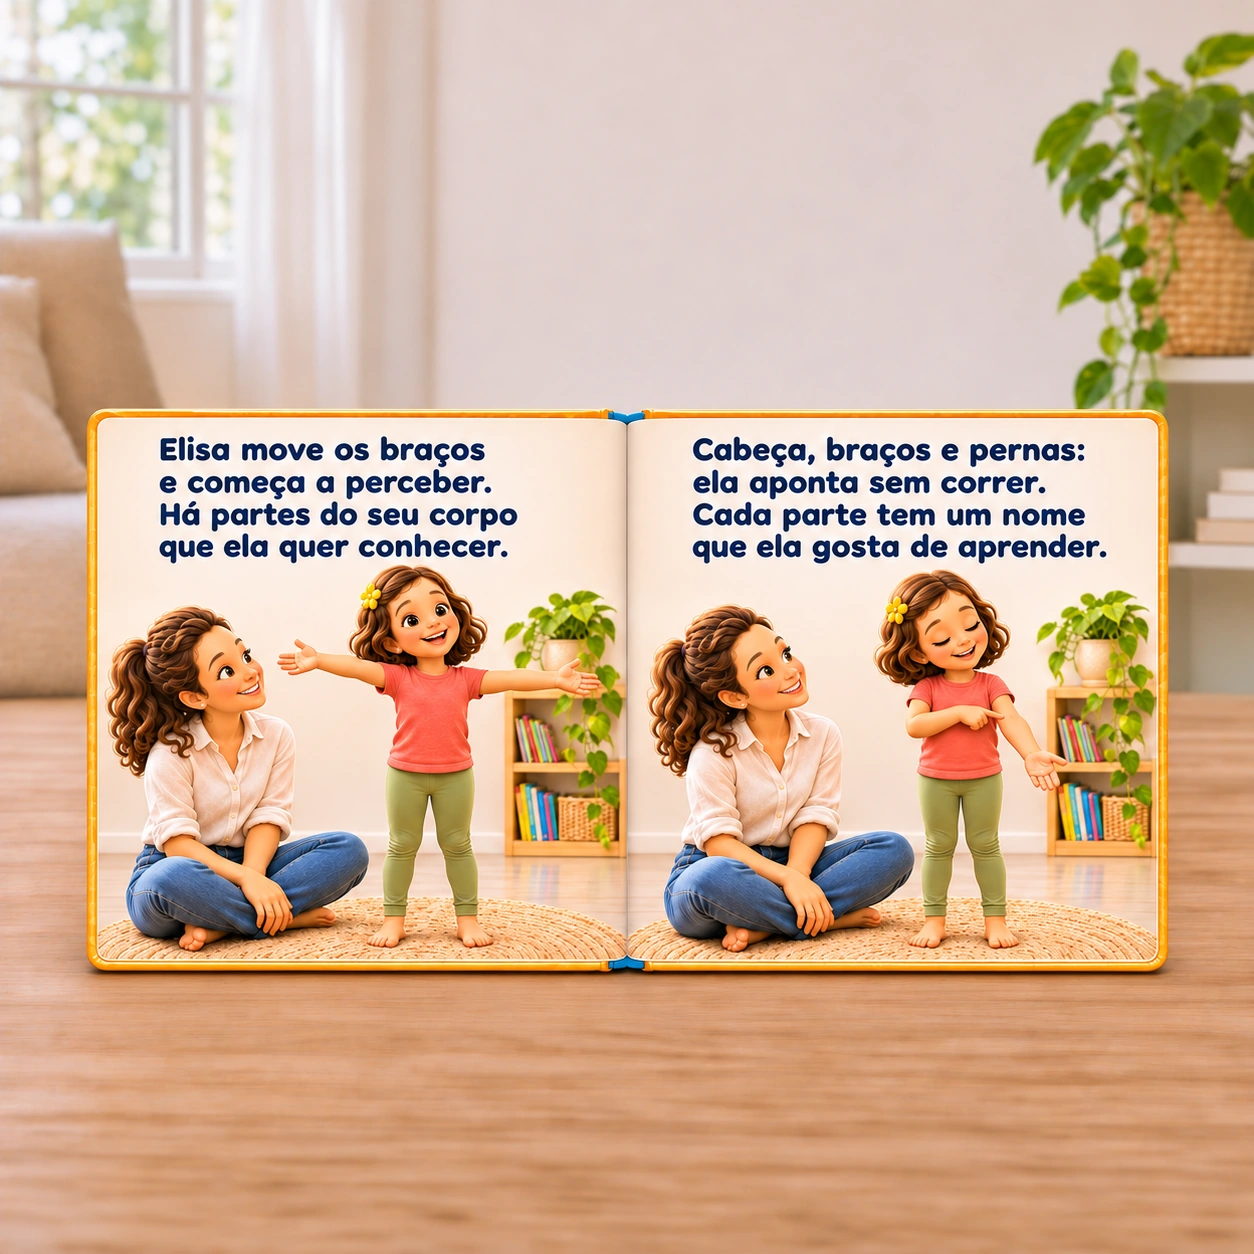 Elisa move os braços
e começa a perceber.
Há partes do seu corpo
que ela quer conhecer.
Cabeça, braços e pernas:
ela aponta sem correr.
Cada parte tem um nome
que ela gosta de aprender.